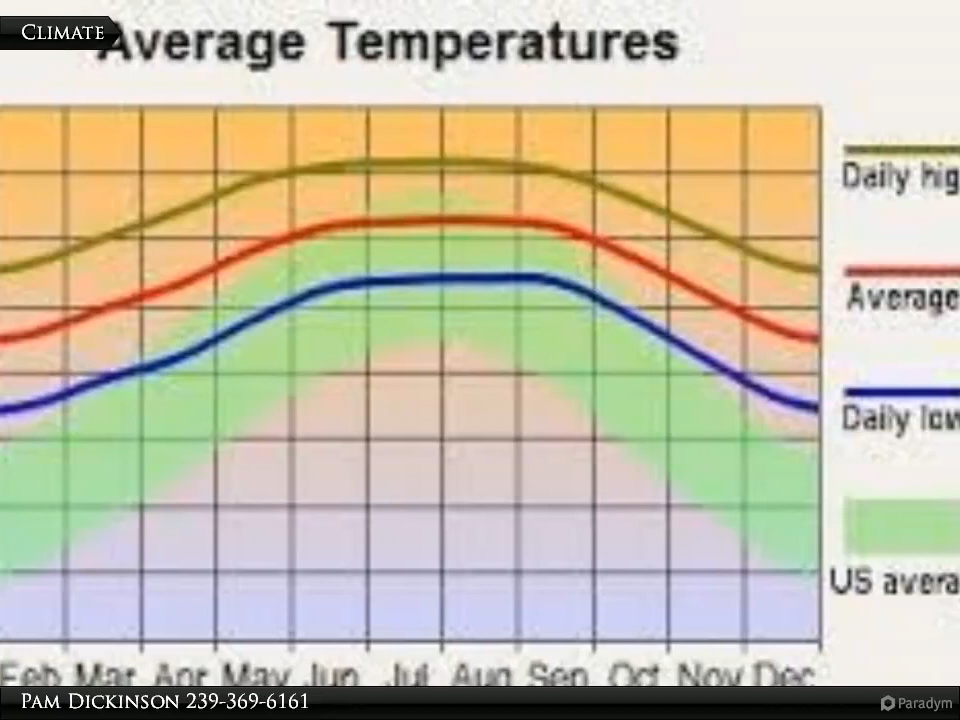 Climate
Average Temperatures
Daily hig
Average
Daily low
US avera
Feb Mar Apr May Jun Jul Aug Sep Oct Nov Dec
Pam Dickinson 239-369-6161
Paradym